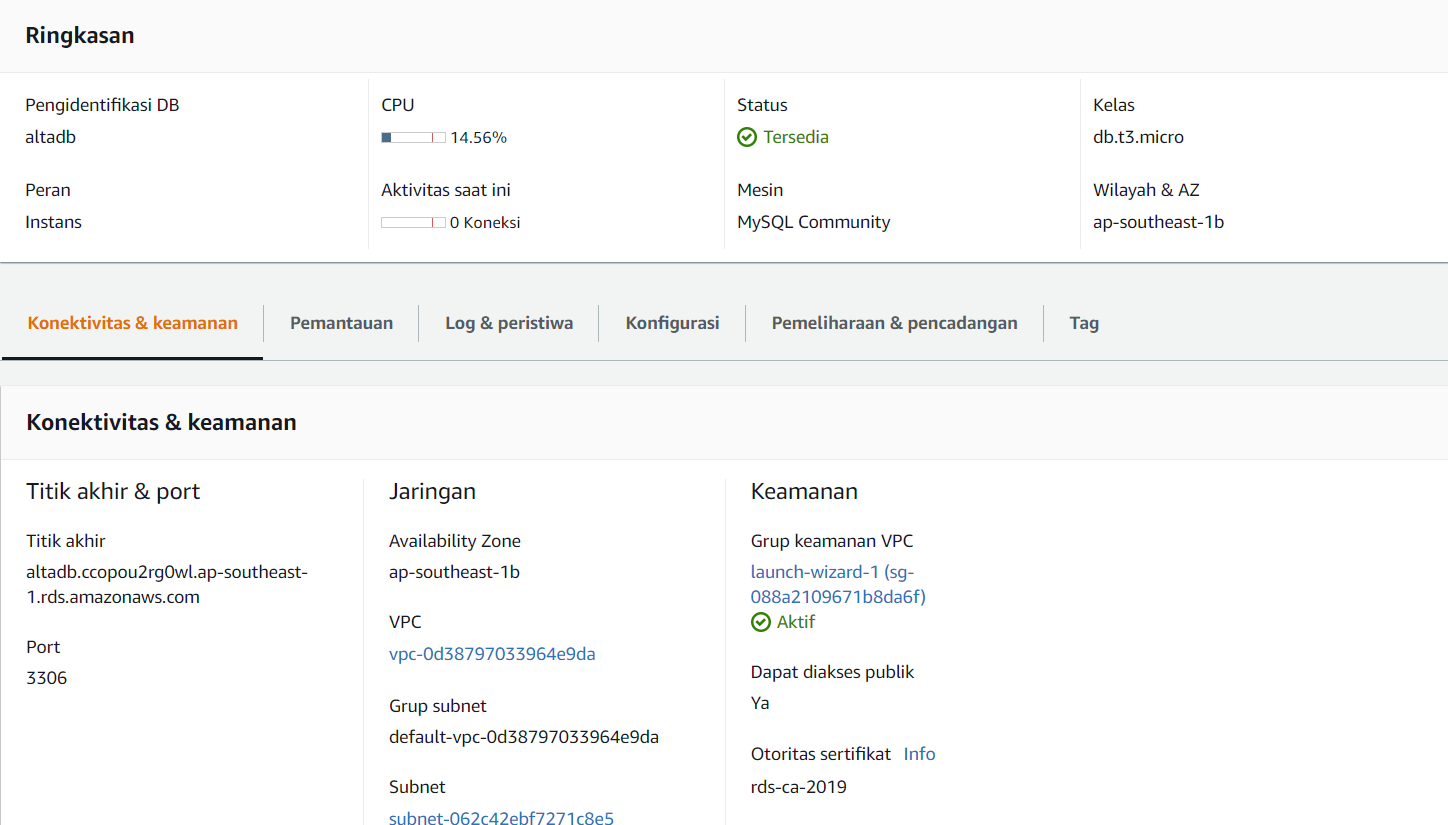 Ringkasan
Pengidentifikasi DB
altadb
CPU
14.56%
Status
Tersedia
Kelas
db.t3.micro
Peran
Instans
Aktivitas saat ini
0 Koneksi
Mesin
MySQL Community
Wilayah & AZ
ap-southeast-1b
Konektivitas & keamanan
Pemantauan
Log & peristiwa
Konfigurasi
Pemeliharaan & pencadangan
Tag
Konektivitas & keamanan
Titik akhir & port
Titik akhir
altadb.ccopou2rg0wl.ap-southeast-
1.rds.amazonaws.com
Port
3306
Jaringan
Availability Zone
ap-southeast-1b
VPC
vpc-0d38797033964e9da
Grup subnet
default-vpc-0d38797033964e9da
Subnet
subnet-062c42ebf7271c8e5
Keamanan
Grup keamanan VPC
launch-wizard-1 (sg-
088a2109671b8da6f)
Aktif
Dapat diakses publik
Ya
Otoritas sertifikat Info
rds-ca-2019